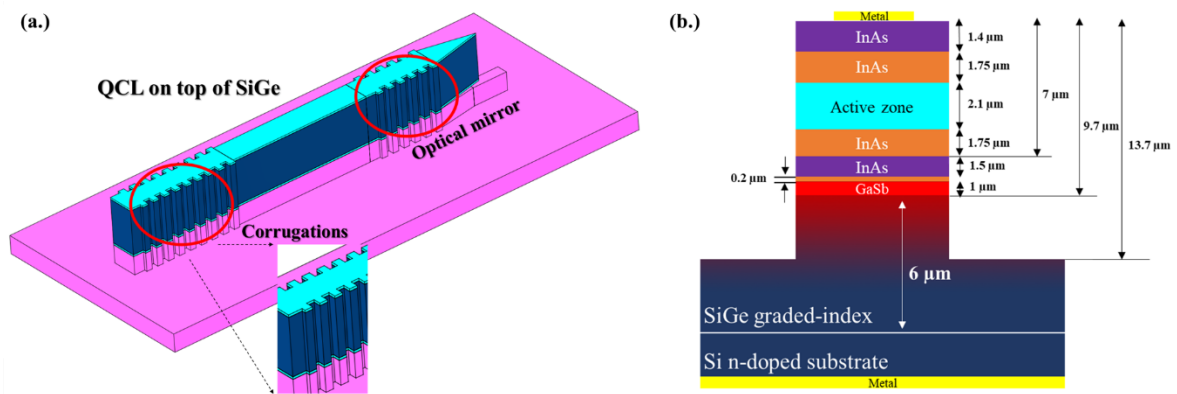 (a.)
QCL on top of SiGe
Optical mirror
Corrugations
(b.)
Metal
InAs
1.4 µm
InAs
1.75 µm
Active zone
2.1 µm
7 µm
9.7 µm
13.7 µm
InAs
1.75 µm
InAs
1.5 µm
0.2 µm
GaSb
1 µm
6 µm
SiGe graded-index
Si n-doped substrate
Metal